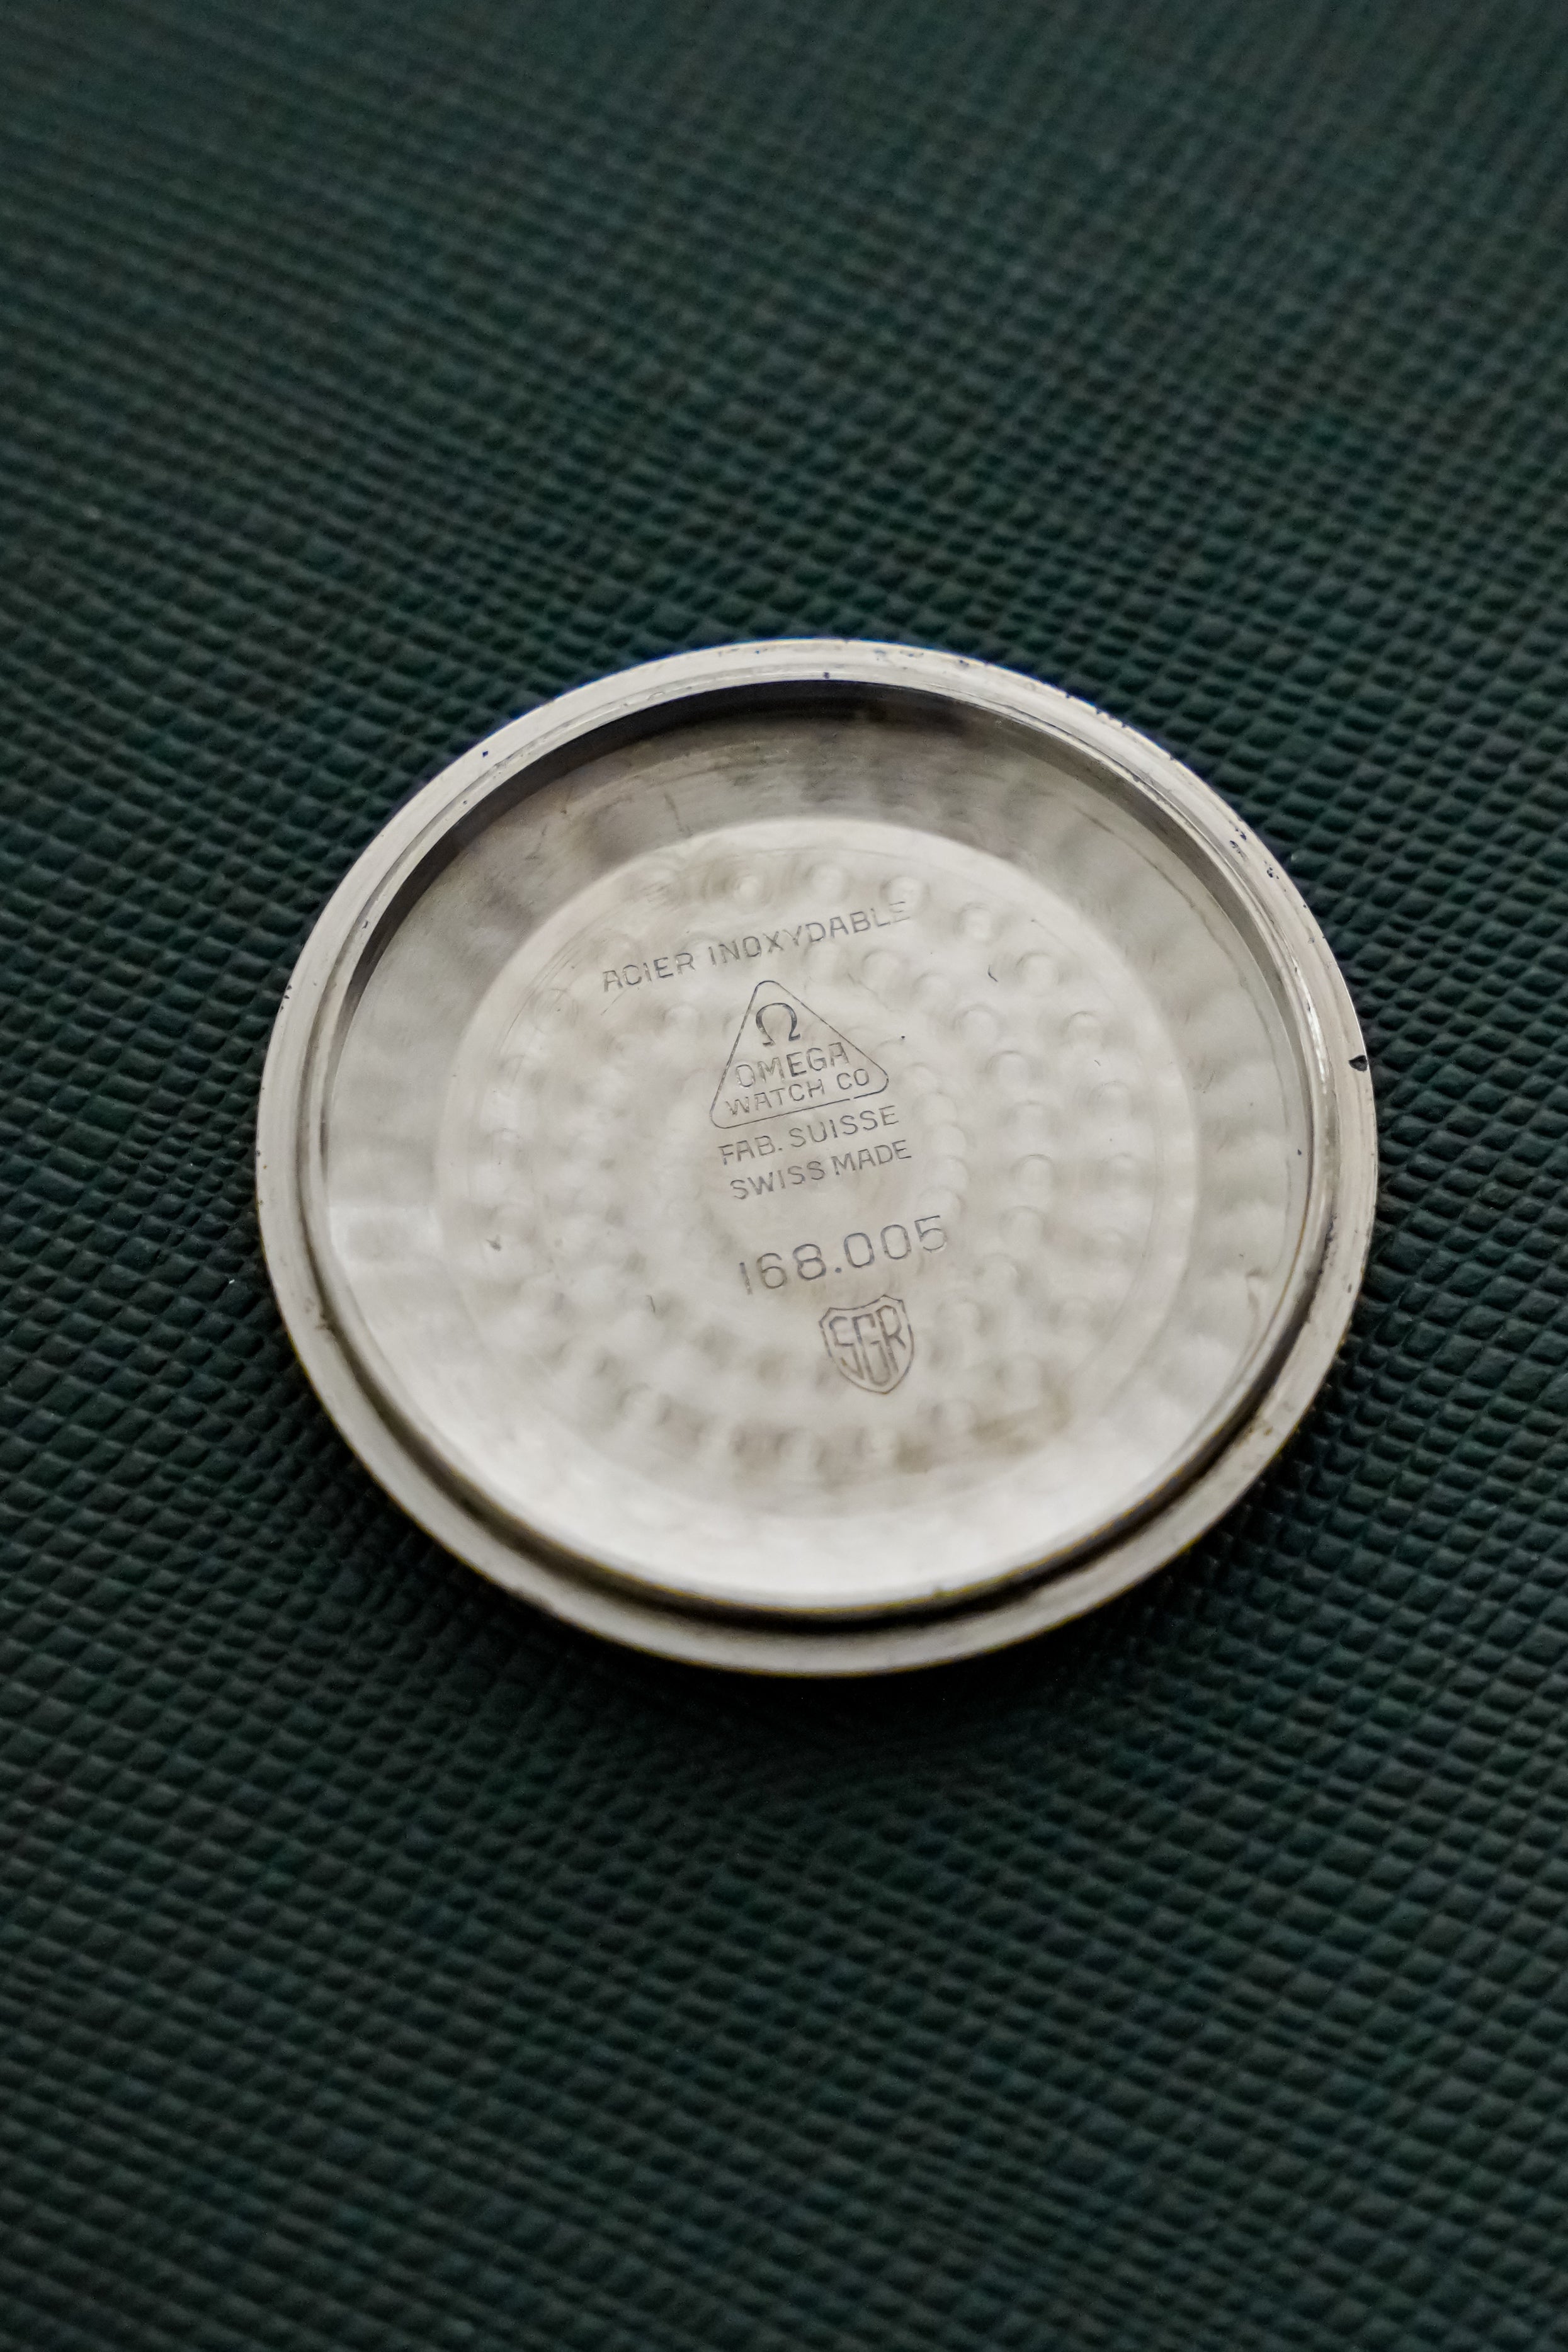 ACIER INOXYDABLE
Ω
OMEGA
WATCH CO
FAB. SUISSE
SWISS MADE
168.005
SGR